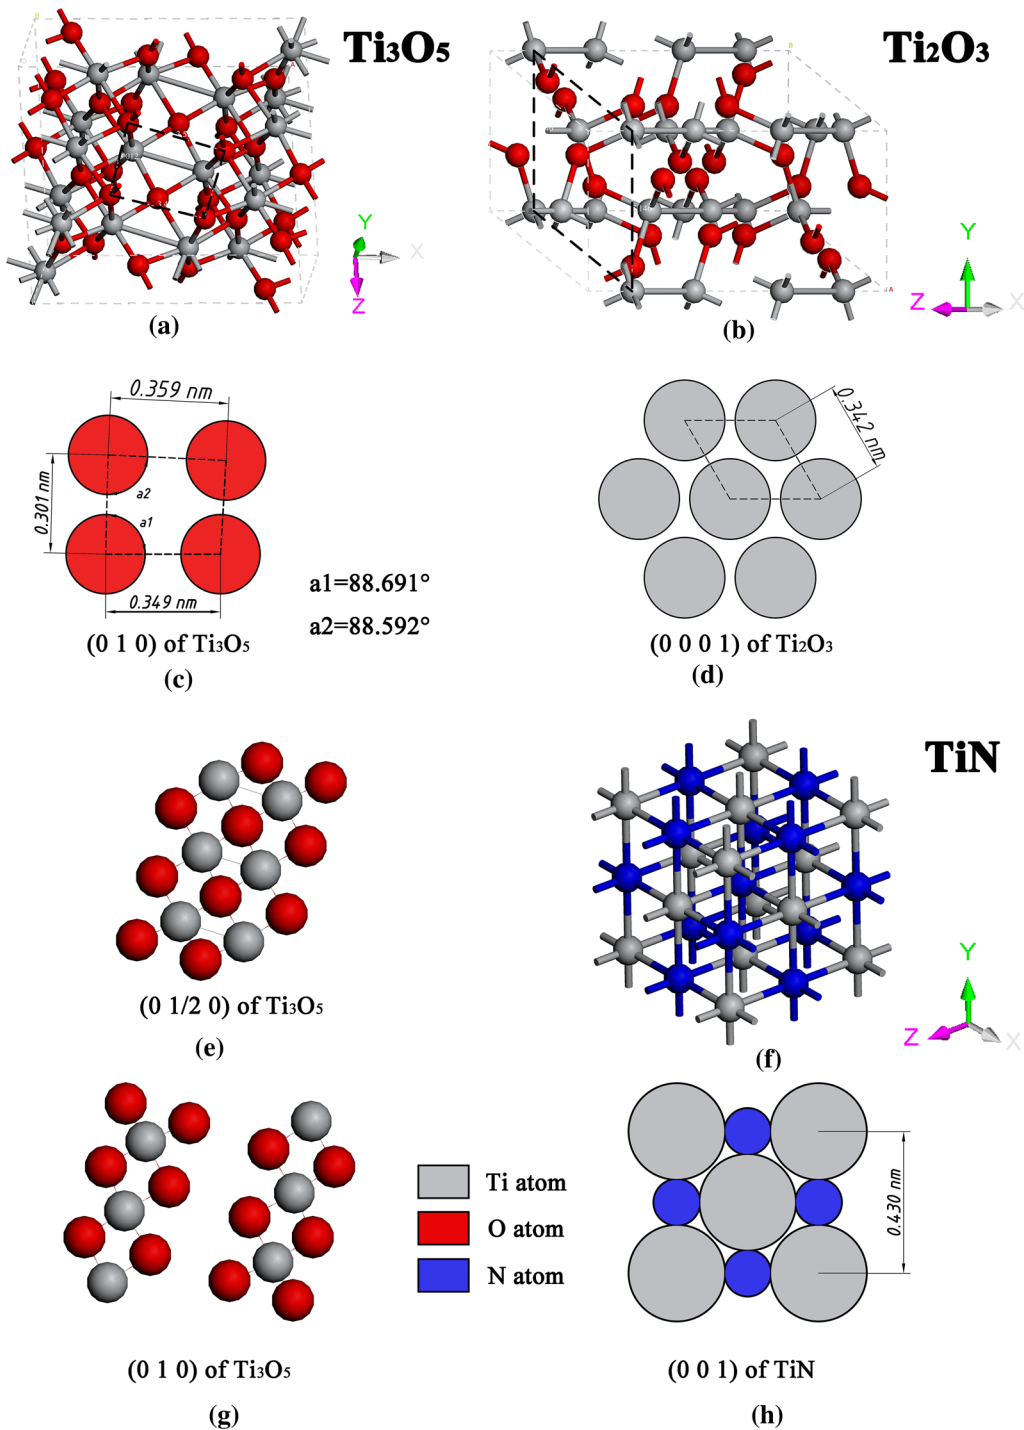 Ti3O5
Ti2O3
Y
X
Z
Y
Z
X
(a)
(b)
0.359 nm
0.301 nm
a2
a1
0.349 nm
a1=88.691°
a2=88.592°
0.342 nm
(0 1 0) of Ti3O5
(0 0 0 1) of Ti2O3
(c)
(d)
TiN
(0 1/2 0) of Ti3O5
(e)
Y
Z
X
(f)
Ti atom
O atom
N atom
0.430 nm
(0 1 0) of Ti3O5
(0 0 1) of TiN
(g)
(h)